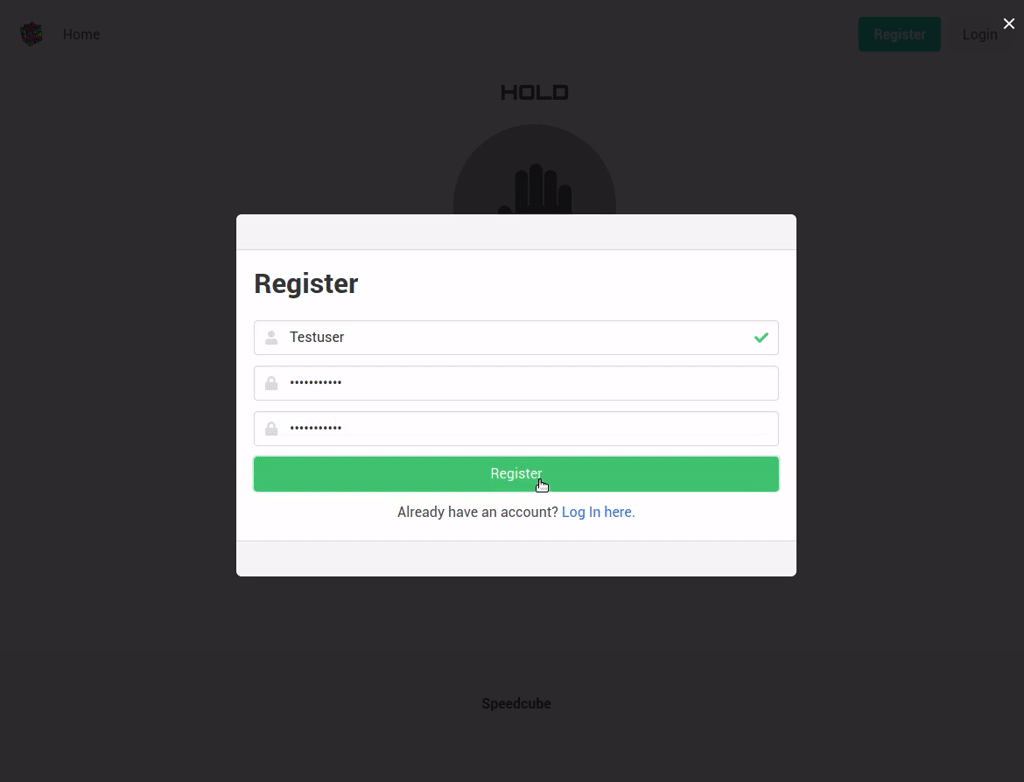 Home
Register
Login
HOLD
Register
Testuser
•••••••••••
•••••••••••
Register
Already have an account? Log In here.
Speedcube